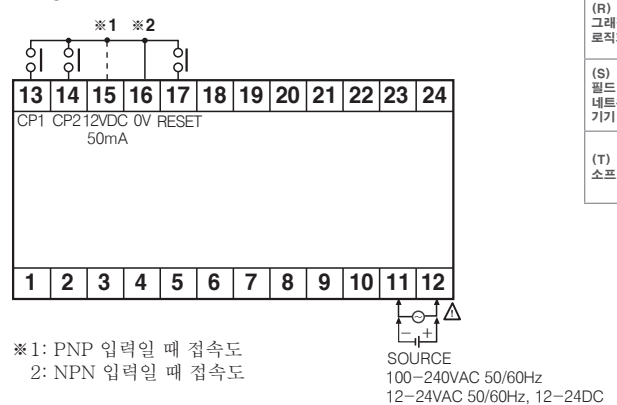 ※1 ※2
13 14 15 16 17 18 19 20 21 22 23 24
CP1 CP2 12VDC 0V RESET
50mA
1 2 3 4 5 6 7 8 9 10 11 12
SOURCE
100-240VAC 50/60Hz
12-24VAC 50/60Hz, 12-24DC
※1: PNP 입력일 때 접속도
2: NPN 입력일 때 접속도
(R)
그래
로직
(S)
필드
네트
기기
(T)
소프